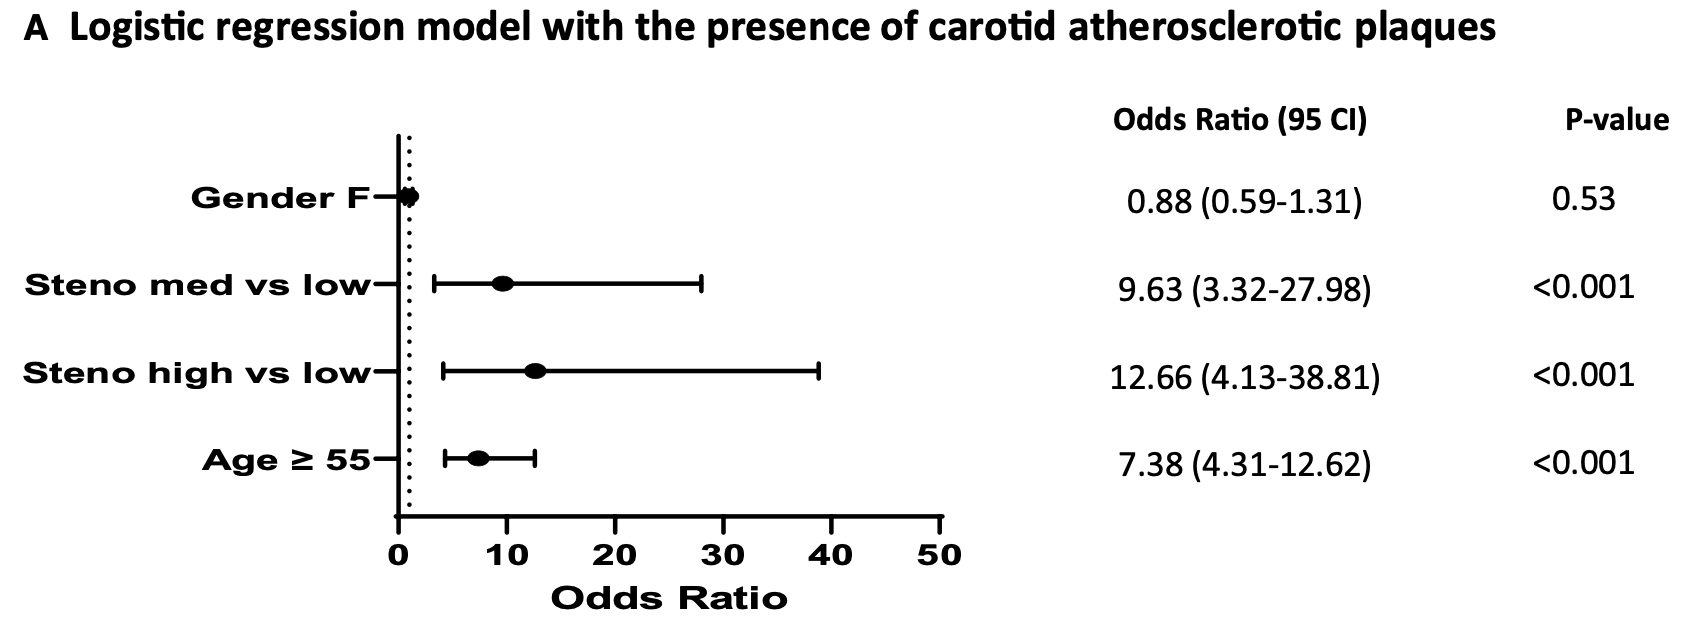 A Logistic regression model with the presence of carotid atherosclerotic plaques
Odds Ratio (95 CI) P-value
Gender F 0.88 (0.59-1.31) 0.53
Steno med vs low 9.63 (3.32-27.98) <0.001
Steno high vs low 12.66 (4.13-38.81) <0.001
Age ≥ 55 7.38 (4.31-12.62) <0.001
0 10 20 30 40 50
Odds Ratio